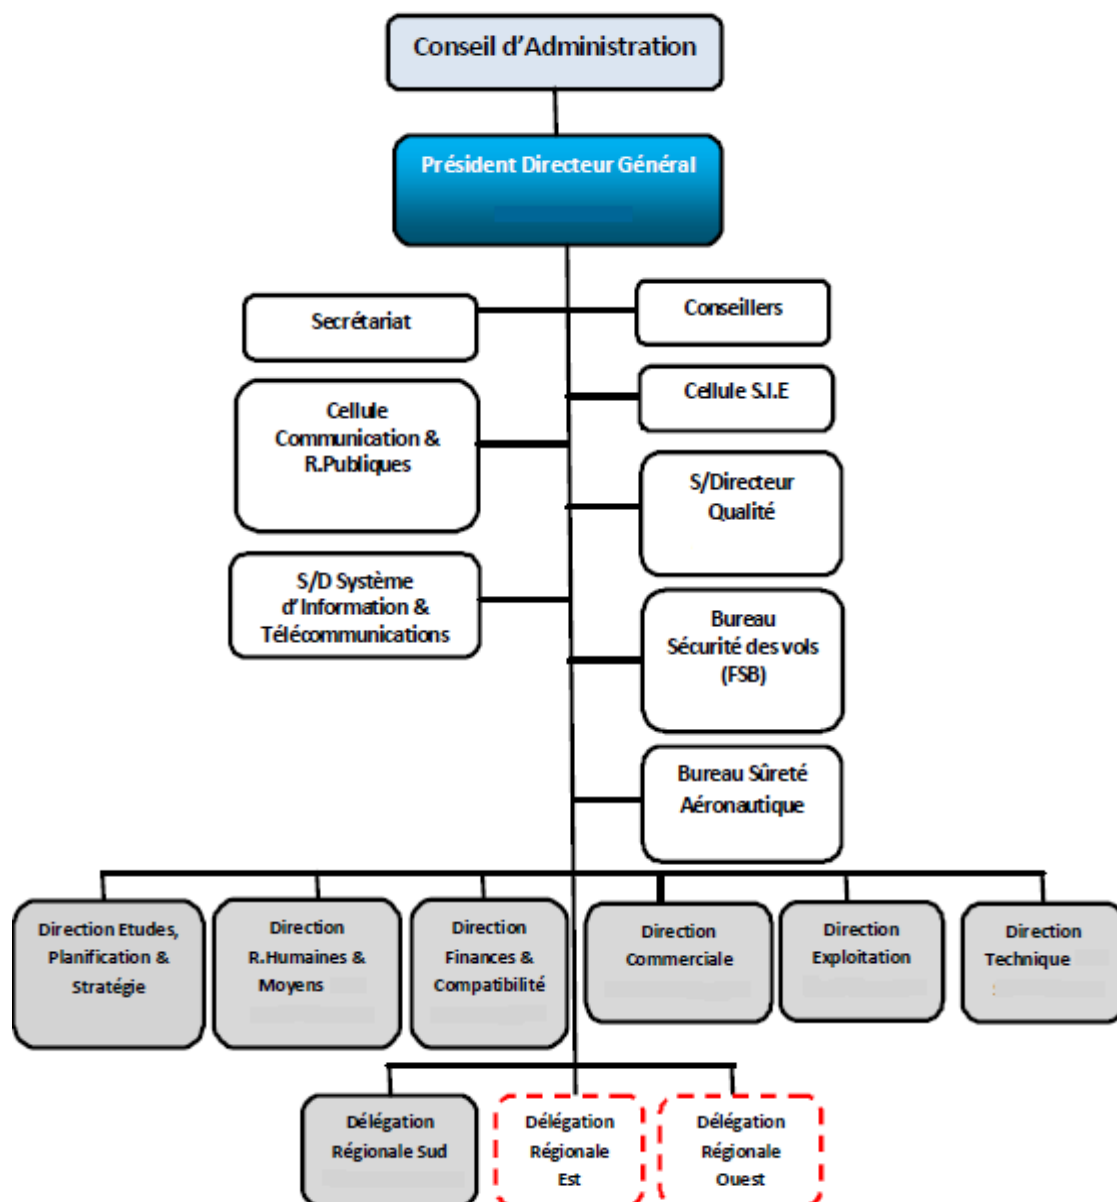 Conseil d'Administration
Président Directeur Général
Secrétariat
Conseillers
Cellule
Communication &
R.Publiques
Cellule S.I.E
S/Directeur
Qualité
S/D Système
d'Information &
Télécommunications
Bureau
Sécurité des vols
(FSB)
Bureau Sûreté
Aéronautique
Direction Etudes,
Planification &
Stratégie
Direction
R.Humaines &
Moyens
Direction
Finances &
Compatibilité
Direction
Commerciale
Direction
Exploitation
Direction
Technique
Délégation
Régionale Sud
Délégation
Régionale
Est
Délégation
Régionale
Ouest